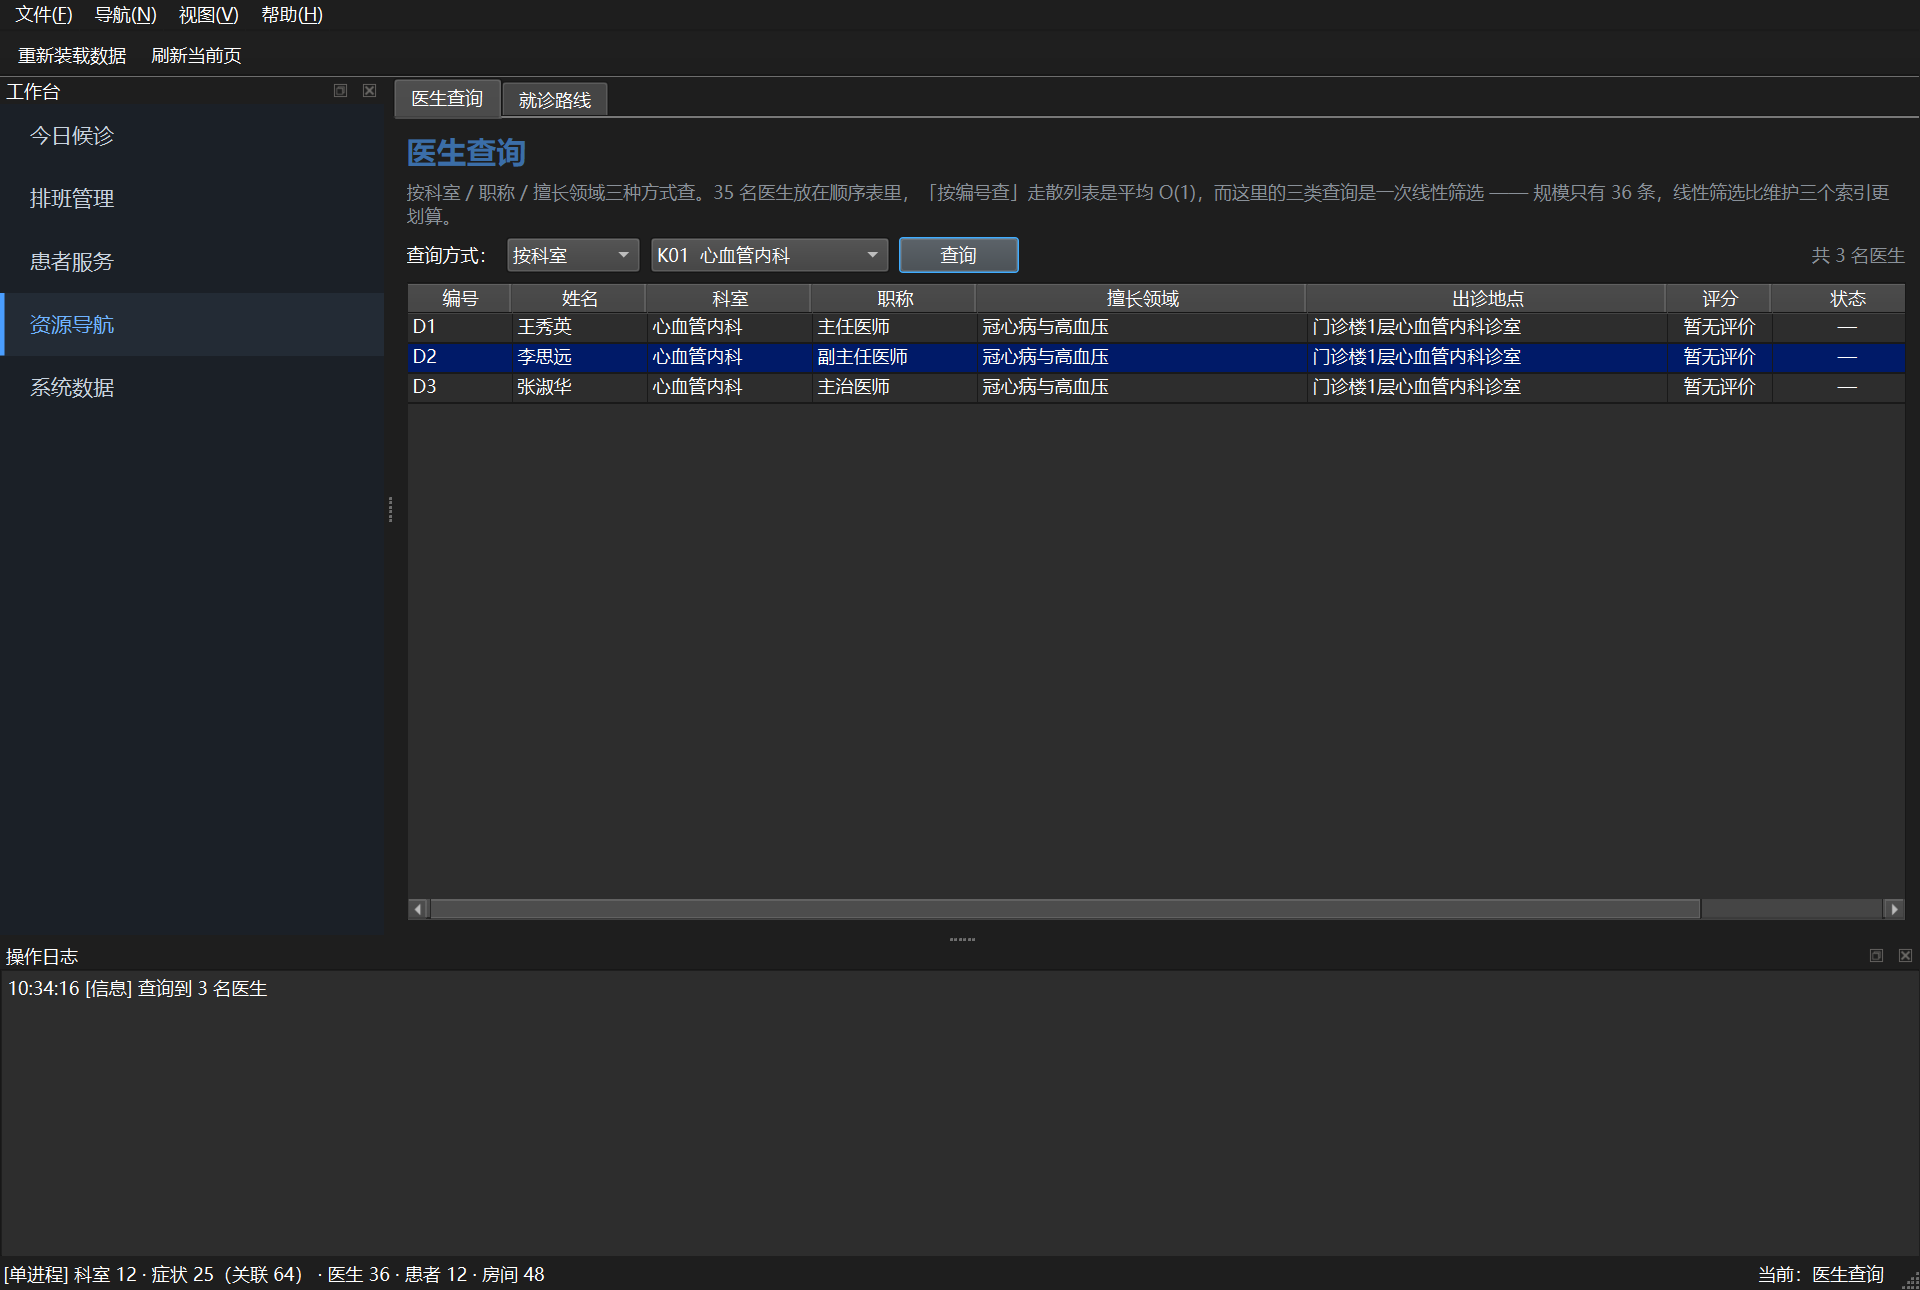 文件(F) 导航(N) 视图(V) 帮助(H)
重新装载数据 刷新当前页
工作台
今日候诊
排班管理
患者服务
资源导航
系统数据
医生查询 就诊路线
医生查询
按科室 / 职称 / 擅长领域三种方式查。35 名医生放在顺序表里，「按编号查」走散列表是平均 O(1)，而这里的三类查询是一次线性筛选 —— 规模只有 36 条，线性筛选比维护三个索引更
划算。
查询方式： 按科室 K01 心血管内科 查询 共 3 名医生
编号 姓名 科室 职称 擅长领域 出诊地点 评分 状态
D1 王秀英 心血管内科 主任医师 冠心病与高血压 门诊楼1层心血管内科诊室 暂无评价 —
D2 李思远 心血管内科 副主任医师 冠心病与高血压 门诊楼1层心血管内科诊室 暂无评价 —
D3 张淑华 心血管内科 主治医师 冠心病与高血压 门诊楼1层心血管内科诊室 暂无评价 —
操作日志
10:34:16 [信息] 查询到 3 名医生
[单进程] 科室 12 · 症状 25（关联 64） · 医生 36 · 患者 12 · 房间 48 当前：医生查询